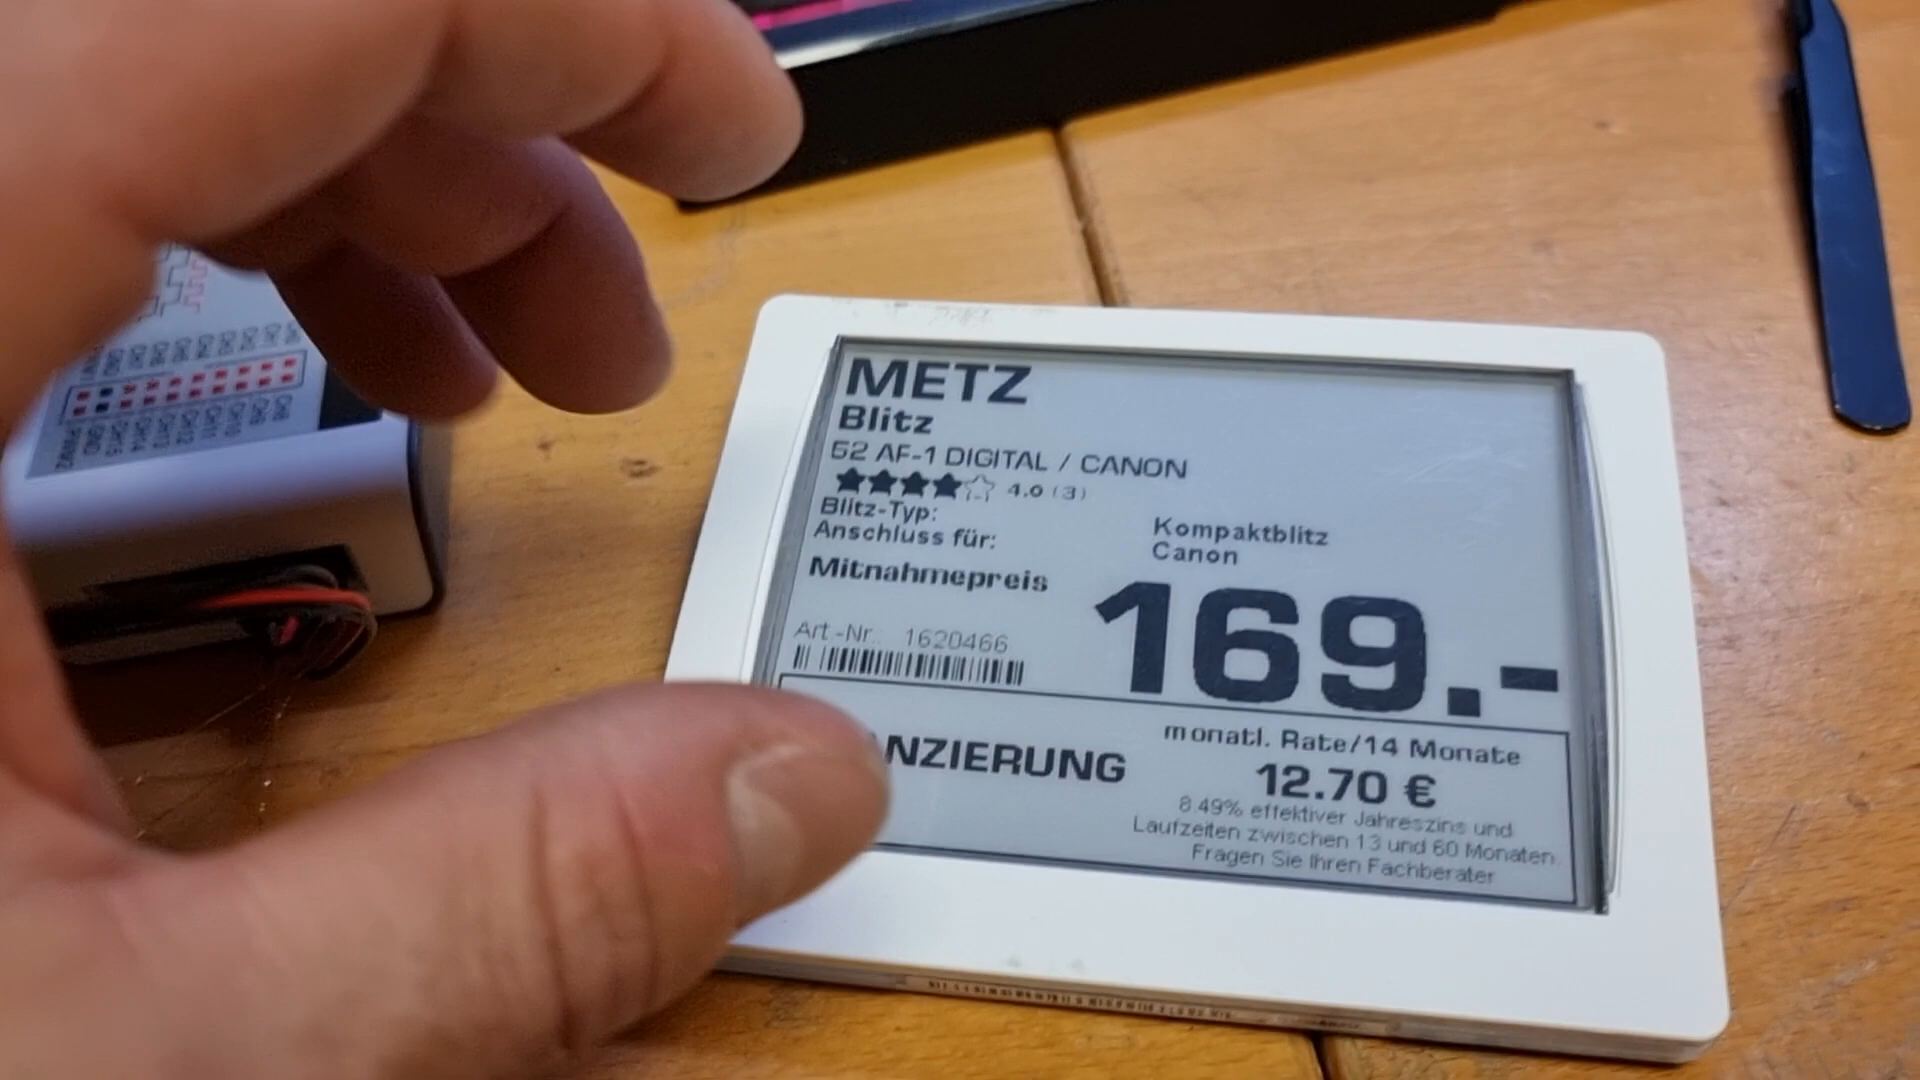 METZ
Blitz
52 AF-1 DIGITAL / CANON
4.0 (3)
Blitz-Typ: Kompaktblitz
Anschluss für: Canon
Mitnahmepreis
169.-
Art.-Nr. 1620466
NZIERUNG
monatl. Rate/14 Monate
12.70 €
8.49% effektiver Jahreszins und
Laufzeiten zwischen 13 und 60 Monaten.
Fragen Sie Ihren Fachberater